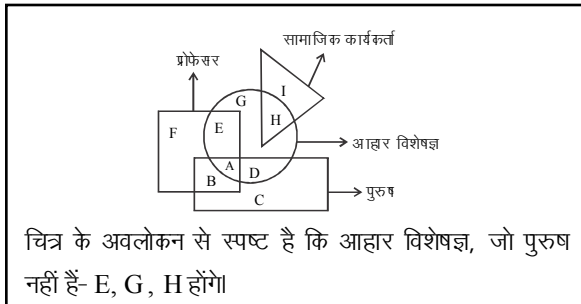 सामाजिक कार्यकर्ता
प्रोफेसर
G
I
F
E
H
आहार विशेषज्ञ
A
D
B
पुरुष
C
चित्र के अवलोकन से स्पष्ट है कि आहार विशेषज्ञ, जो पुरुष
नहीं हैं- E, G , H होंगे।